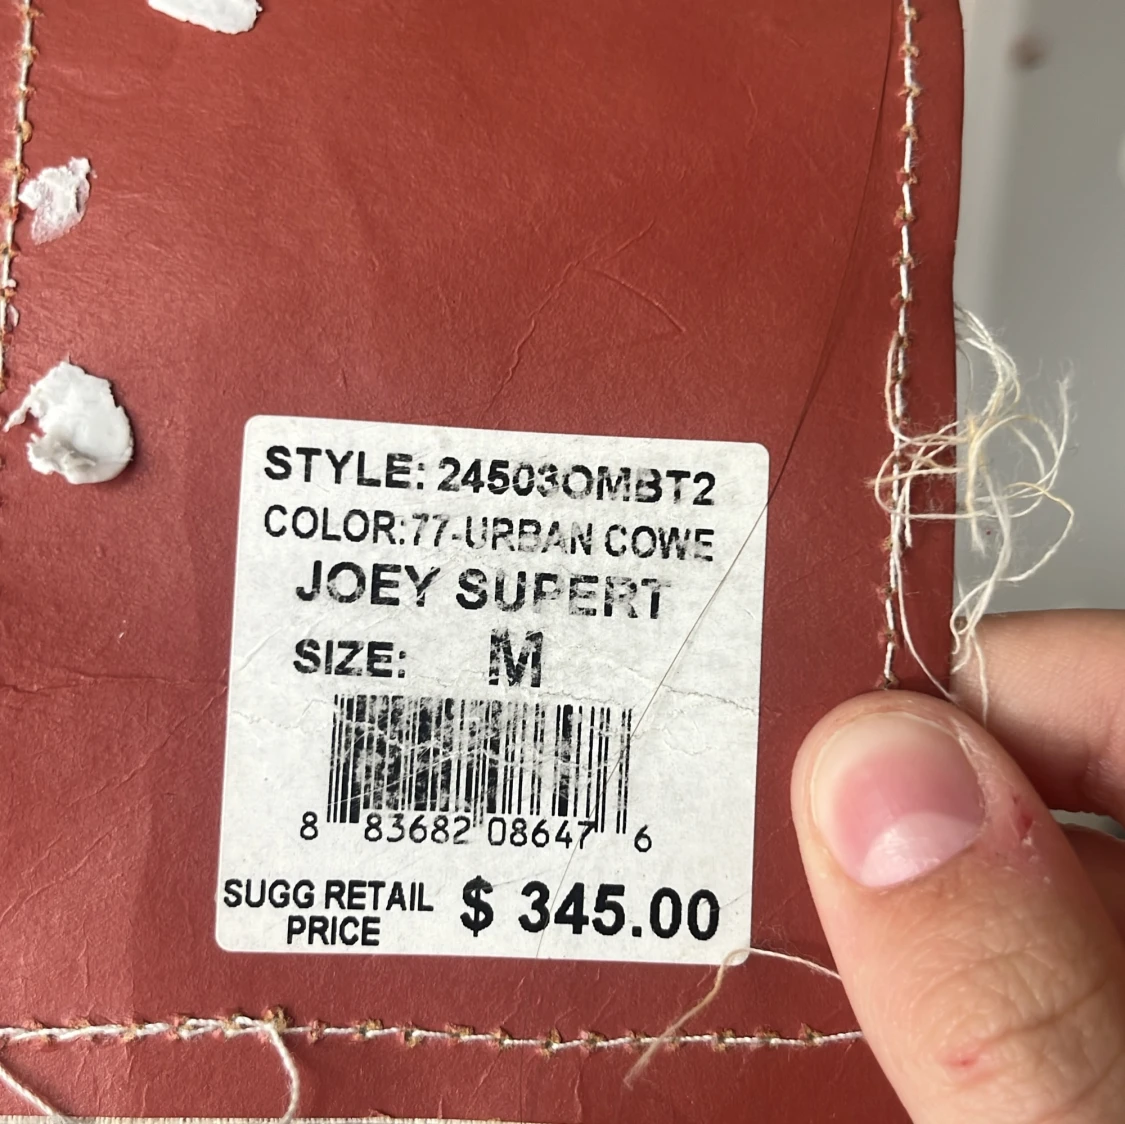 STYLE: 24503OMBT2
COLOR:77-URBAN COWE
JOEY SUPERT
SIZE: M
8 83682 08647 6
SUGG RETAIL PRICE $ 345.00